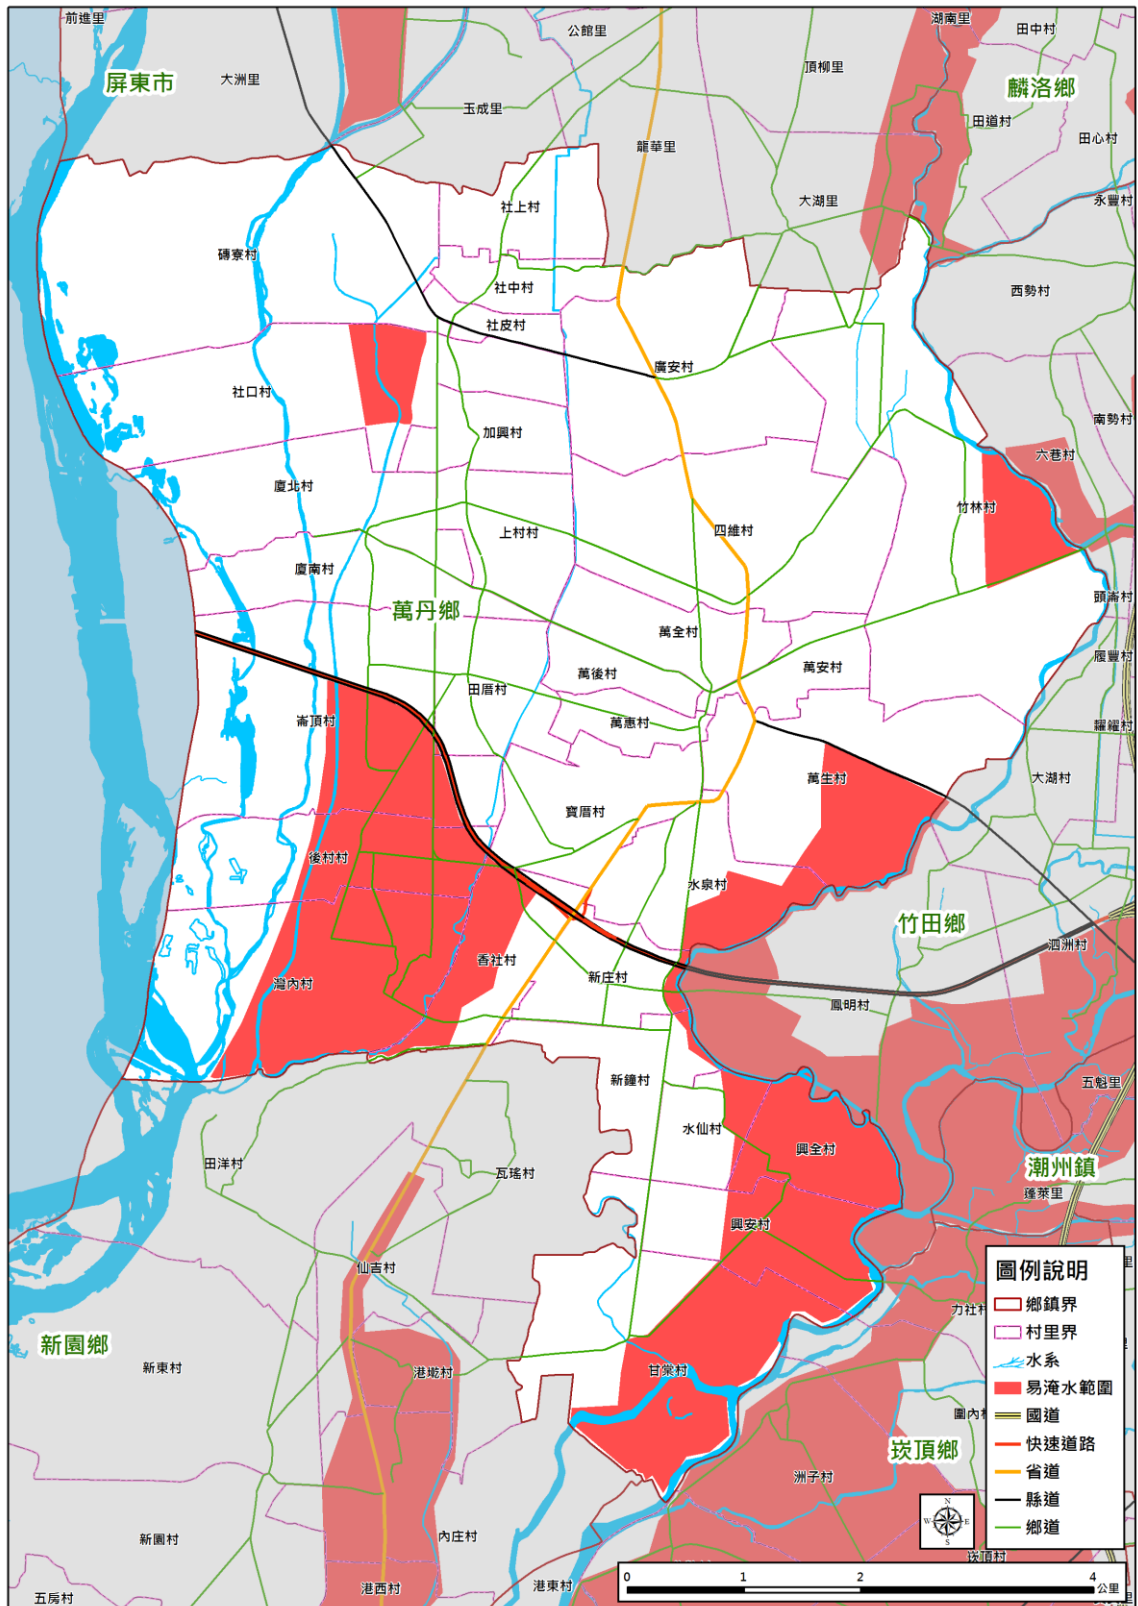 前進里
湖南里
公館里
田中村
頂柳里
大洲里
屏東市
麟洛鄉
玉成里
田道村
龍華里
田心村
大湖里
永豐村
社上村
磚寮村
社中村
西勢村
社皮村
廣安村
社口村
南勢村
加興村
六巷村
廈北村
竹林村
上村村
四維村
廈南村
頭崙村
萬丹鄉
萬全村
履豐村
萬後村
萬安村
田厝村
崙頂村
萬惠村
糶糴村
萬生村
大湖村
寶厝村
後村村
水泉村
竹田鄉
泗洲村
香社村
新庄村
灣內村
鳳明村
新鐘村
五魁里
水仙村
興全村
田洋村
瓦瑤村
潮州鎮
蓬萊里
興安村
仙吉村
里
力社村
新園鄉
新東村
港墘村
甘棠村
圍內村
崁頂鄉
洲子村
新園村
內庄村
崁頂村
五房村
港西村
港東村
圖例說明
鄉鎮界
村里界
水系
易淹水範圍
國道
快速道路
省道
縣道
鄉道
N
W
E
S
0
1
2
4
公里
里